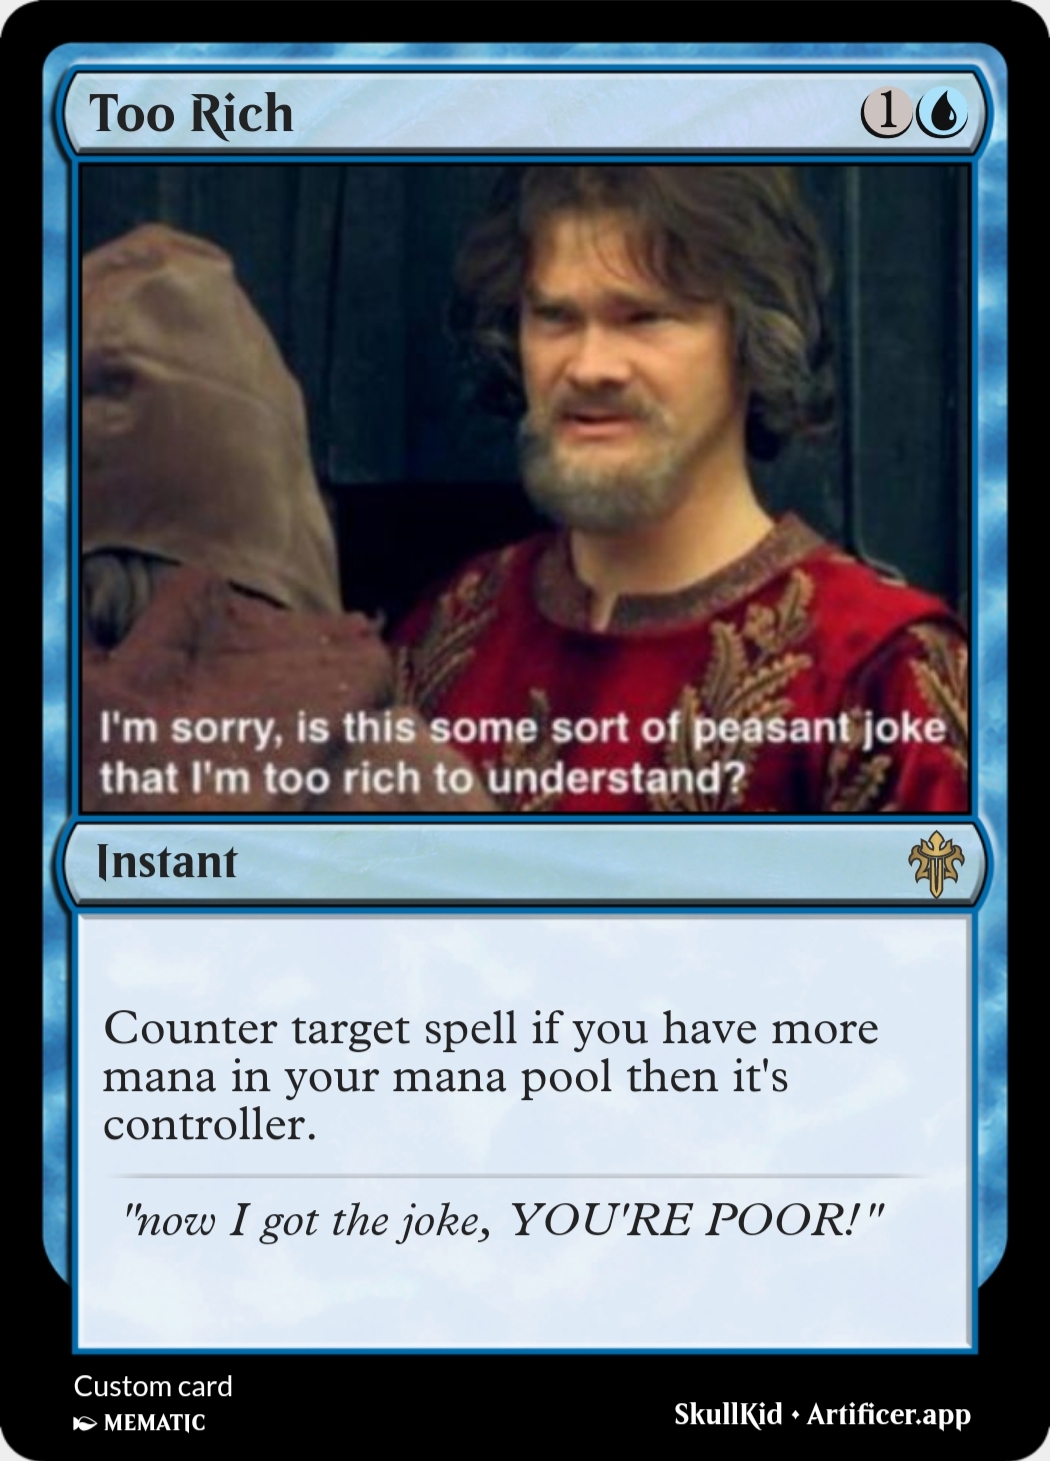 Too Rich
1
I'm sorry, is this some sort of peasant joke
that I'm too rich to understand?
Instant
Counter target spell if you have more
mana in your mana pool then it's
controller.
"now I got the joke, YOU'RE POOR!"
Custom card
MEMATIC
SkullKid • Artificer.app